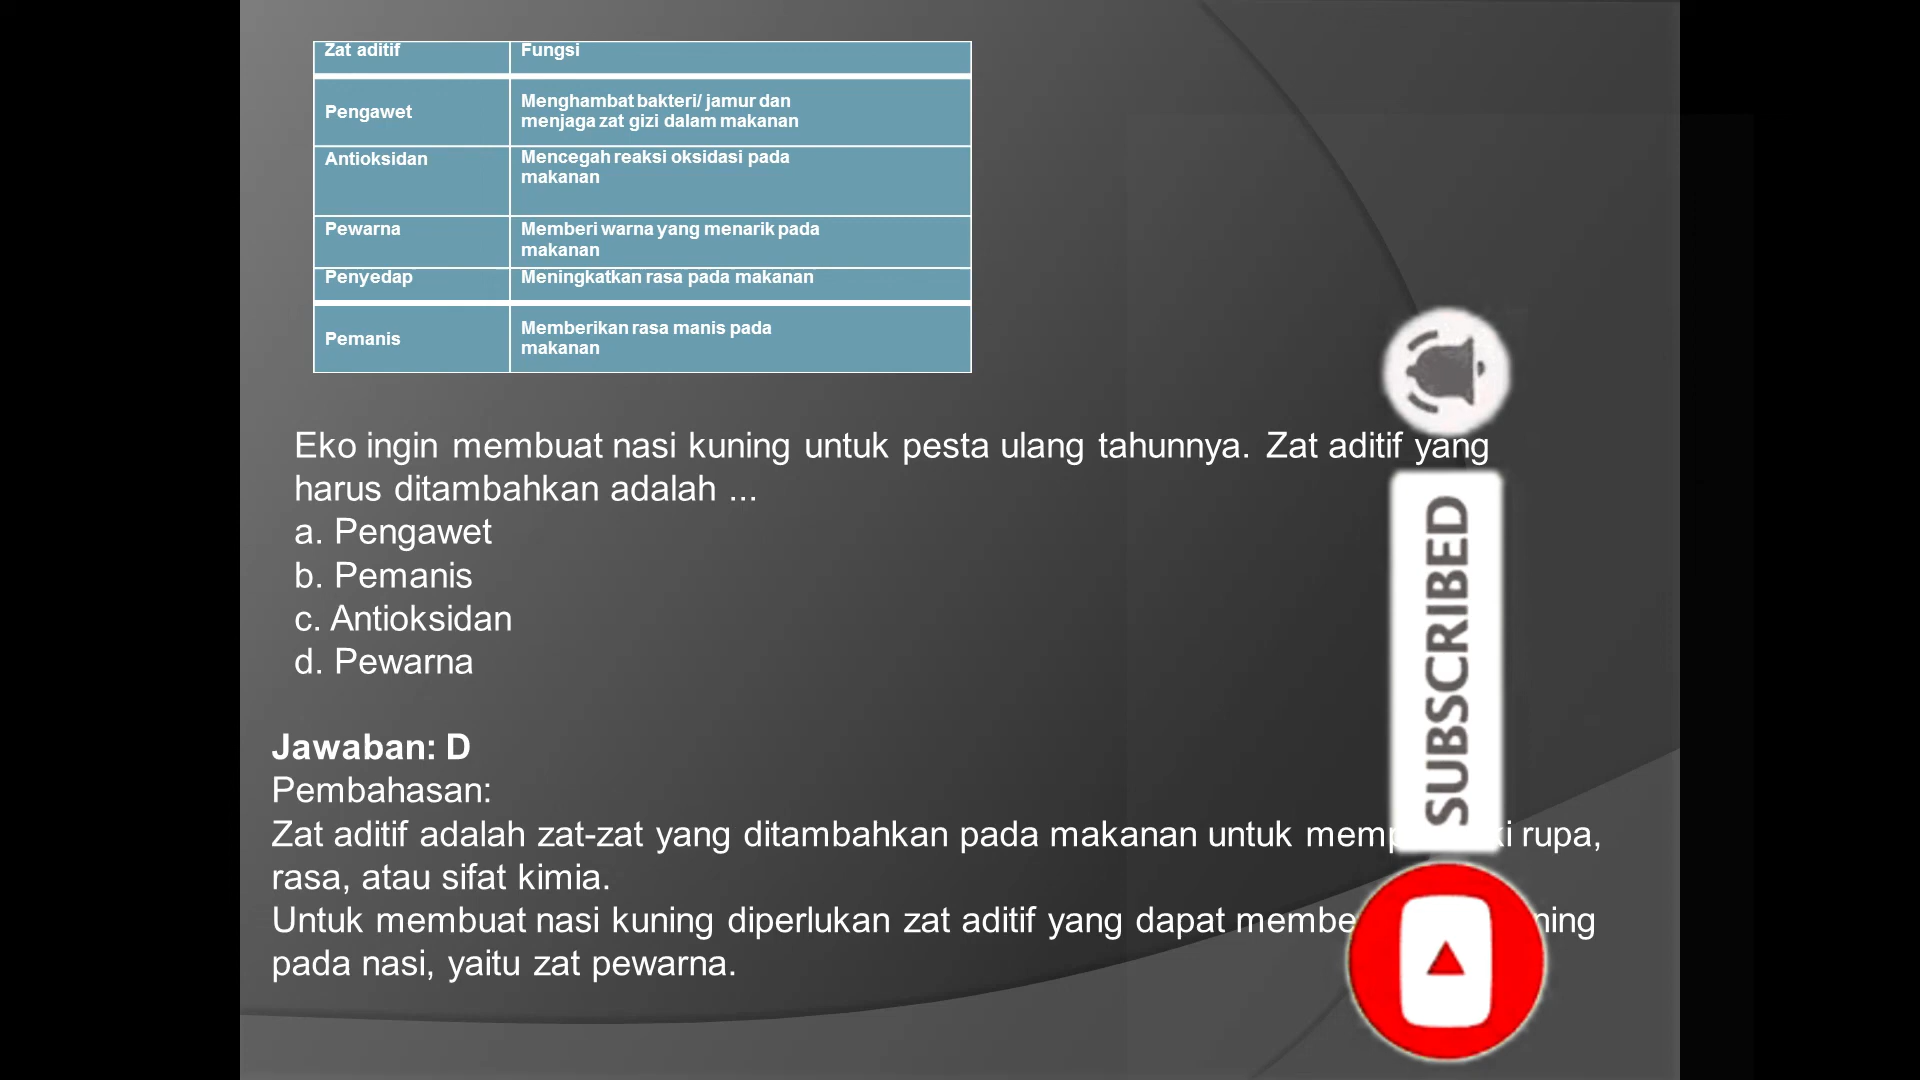 Zat aditif
Fungsi
Pengawet
Menghambat bakteri/ jamur dan
menjaga zat gizi dalam makanan
Antioksidan
Mencegah reaksi oksidasi pada
makanan
Pewarna
Memberi warna yang menarik pada
makanan
Penyedap
Meningkatkan rasa pada makanan
Pemanis
Memberikan rasa manis pada
makanan
Eko ingin membuat nasi kuning untuk pesta ulang tahunnya. Zat aditif yang
harus ditambahkan adalah ...
a. Pengawet
b. Pemanis
c. Antioksidan
d. Pewarna
Jawaban: D
Pembahasan:
Zat aditif adalah zat-zat yang ditambahkan pada makanan untuk rupa,
rasa, atau sifat kimia.
Untuk membuat nasi kuning diperlukan zat aditif yang dapat
pada nasi, yaitu zat pewarna.
SUBSCRIBED